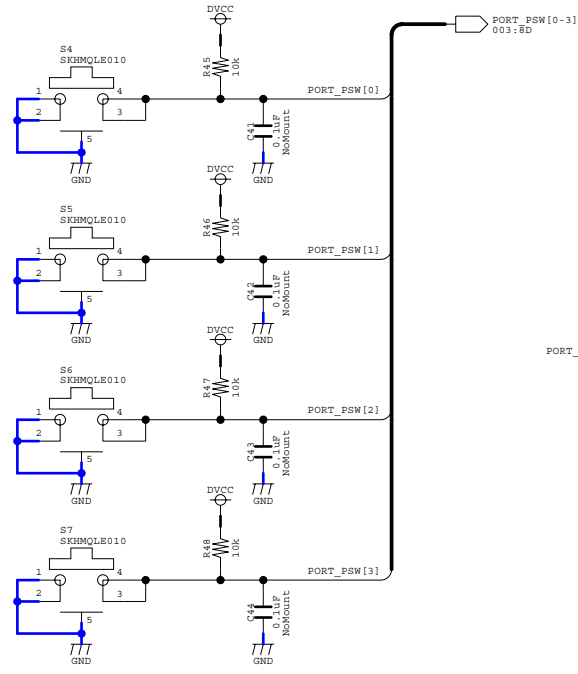 DVCC
PORT_PSW[0-3]
003:8D
S4
SKHMQLE010
R45
10k
1
4
PORT_PSW[0]
2
3
C41
0.1uF
NoMount
5
GND
GND
DVCC
S5
SKHMQLE010
R46
10k
1
4
PORT_PSW[1]
2
3
C42
0.1uF
NoMount
5
GND
GND
DVCC
PORT_
S6
SKHMQLE010
R47
10k
1
4
PORT_PSW[2]
2
3
C43
0.1uF
NoMount
5
GND
GND
DVCC
S7
SKHMQLE010
R48
10k
1
4
PORT_PSW[3]
2
3
C44
0.1uF
NoMount
5
GND
GND